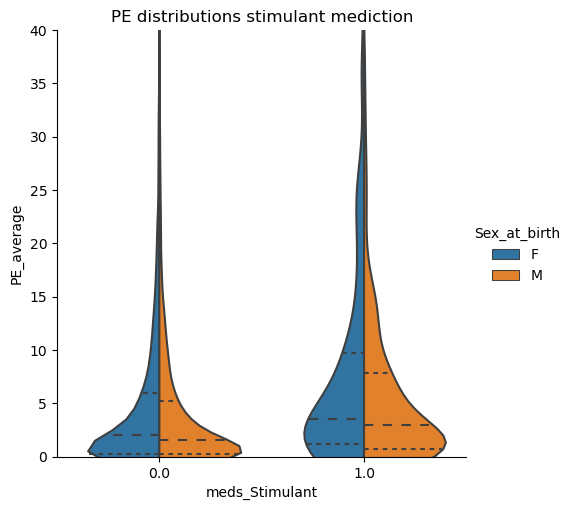 PE distributions stimulant mediction
40
35
30
25
20
15
10
5
0
PE_average
0.0
1.0
meds_Stimulant
Sex_at_birth
F
M